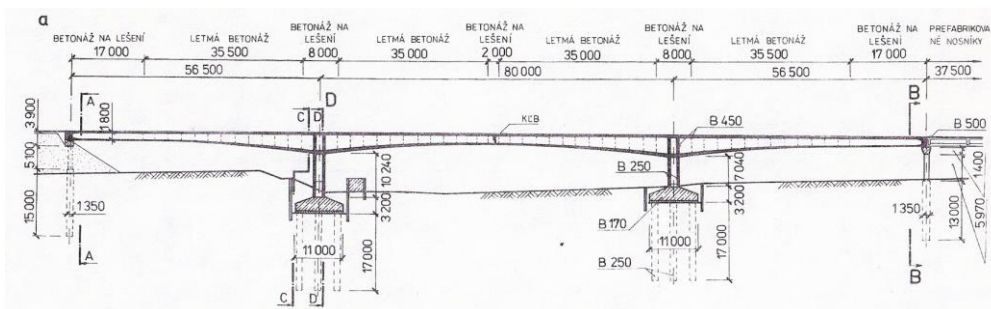 a
BETONÁŽ NA LEŠENÍ
LETMÁ BETONÁŽ
BETONÁŽ NA
LEŠENÍ
LETMÁ BETONÁŽ
BETONÁŽ NA
LEŠENÍ
LETMÁ BETONÁŽ
BETONÁŽ NA
LEŠENÍ
LETMÁ BETONÁŽ
BETONÁŽ NA
LEŠENÍ
PREFABRIKOVA
NÉ NOSNÍKY
17 000
35 500
8 000
35 000
2 000
35 000
8 000
35 500
17 000
56 500
80 000
56 500
37 500
A
D
C D
B
3 900
1 800
KCB
B 450
B 500
5 100
10 240
B 250
7 040
1 400
15 000
1 350
3 200
B 170
3 200
1 350
13 000
5 970
11 000
17 000
11 000
17 000
B 250
A
C D
B